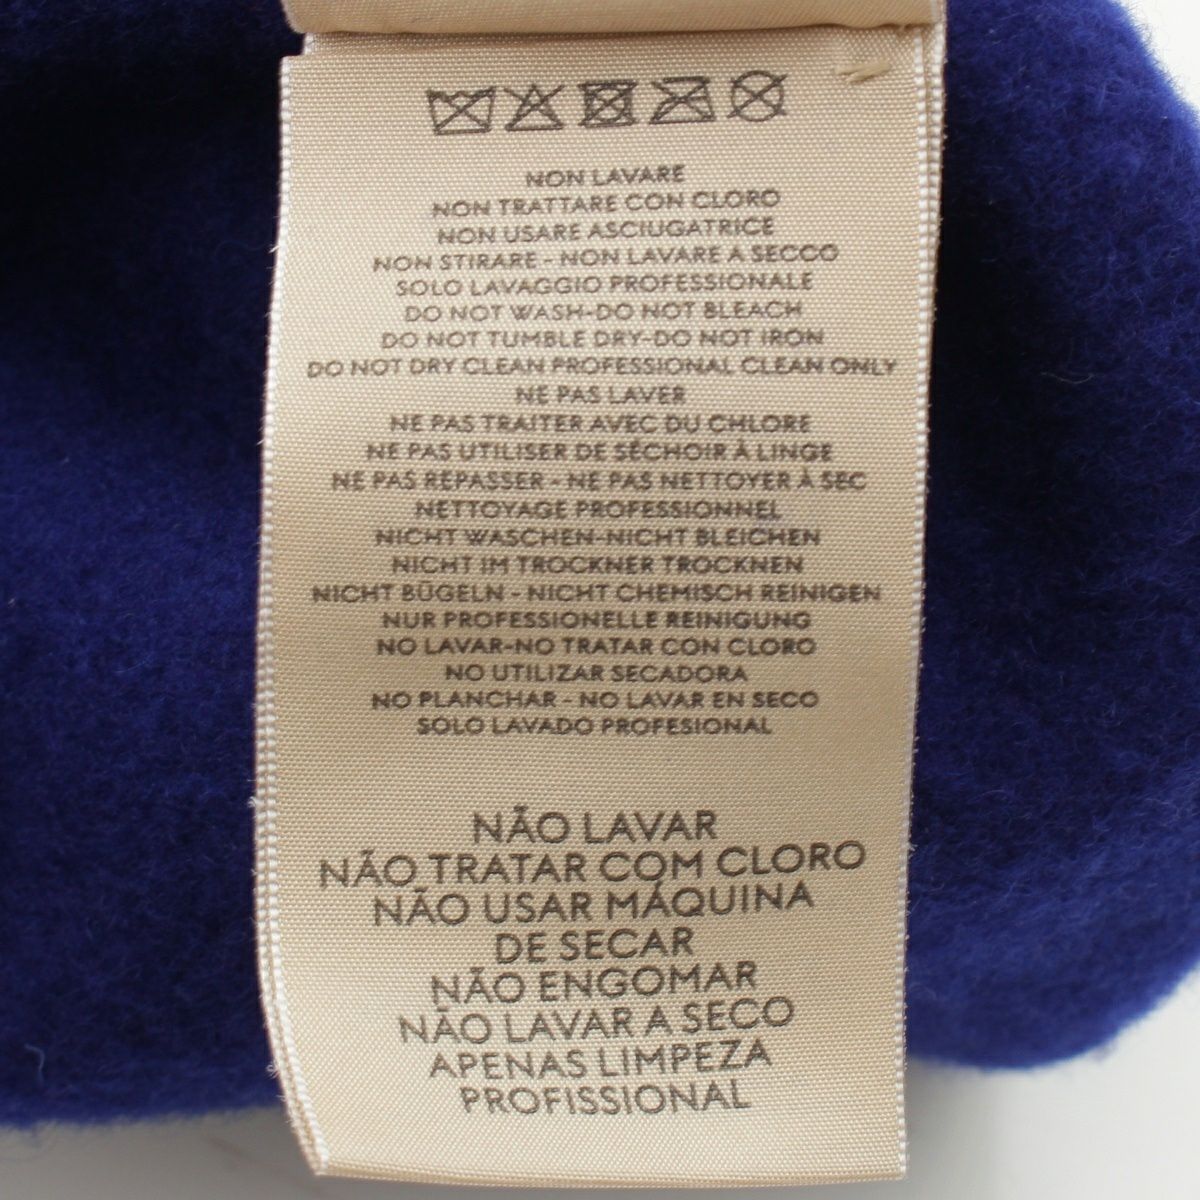 NON LAVARE
NON TRATTARE CON CLORO
NON USARE ASCIUGATRICE
NON STIRARE - NON LAVARE A SECCO
SOLO LAVAGGIO PROFESSIONALE
DO NOT WASH-DO NOT BLEACH
DO NOT TUMBLE DRY-DO NOT IRON
DO NOT DRY CLEAN PROFESSIONAL CLEAN ONLY
NE PAS LAVER
NE PAS TRAITER AVEC DU CHLORE
NE PAS UTILISER DE SÉCHOIR À LINGE
NE PAS REPASSER - NE PAS NETTOYER À SEC
NETTOYAGE PROFESSIONNEL
NICHT WASCHEN-NICHT BLEICHEN
NICHT IM TROCKNER TROCKNEN
NICHT BÜGELN - NICHT CHEMISCH REINIGEN
NUR PROFESSIONELLE REINIGUNG
NO LAVAR-NO TRATAR CON CLORO
NO UTILIZAR SECADORA
NO PLANCHAR - NO LAVAR EN SECO
SOLO LAVADO PROFESIONAL
NÃO LAVAR
NÃO TRATAR COM CLORO
NÃO USAR MÁQUINA
DE SECAR
NÃO ENGOMAR
NÃO LAVAR A SECO
APENAS LIMPEZA
PROFISSIONAL